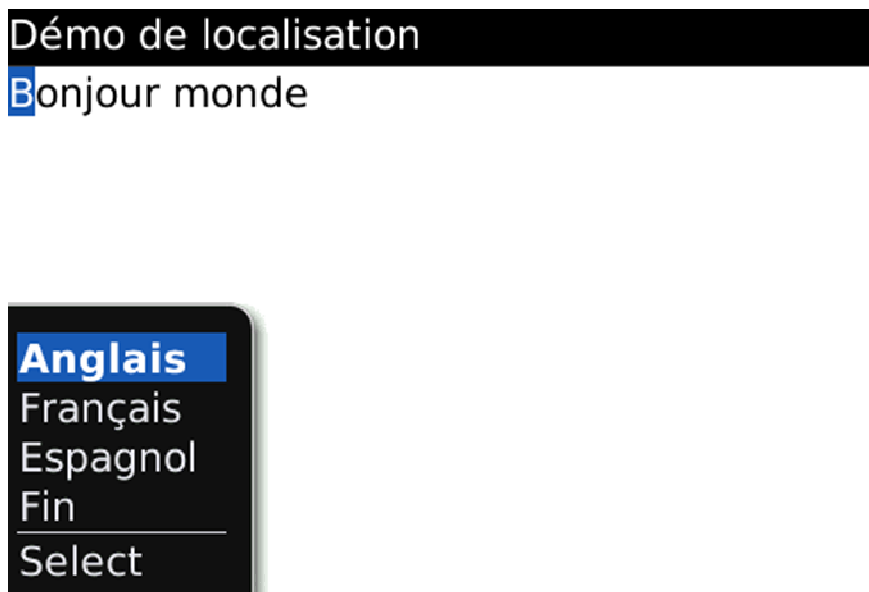 Démo de localisation
Bonjour monde
Anglais
Français
Espagnol
Fin
Select